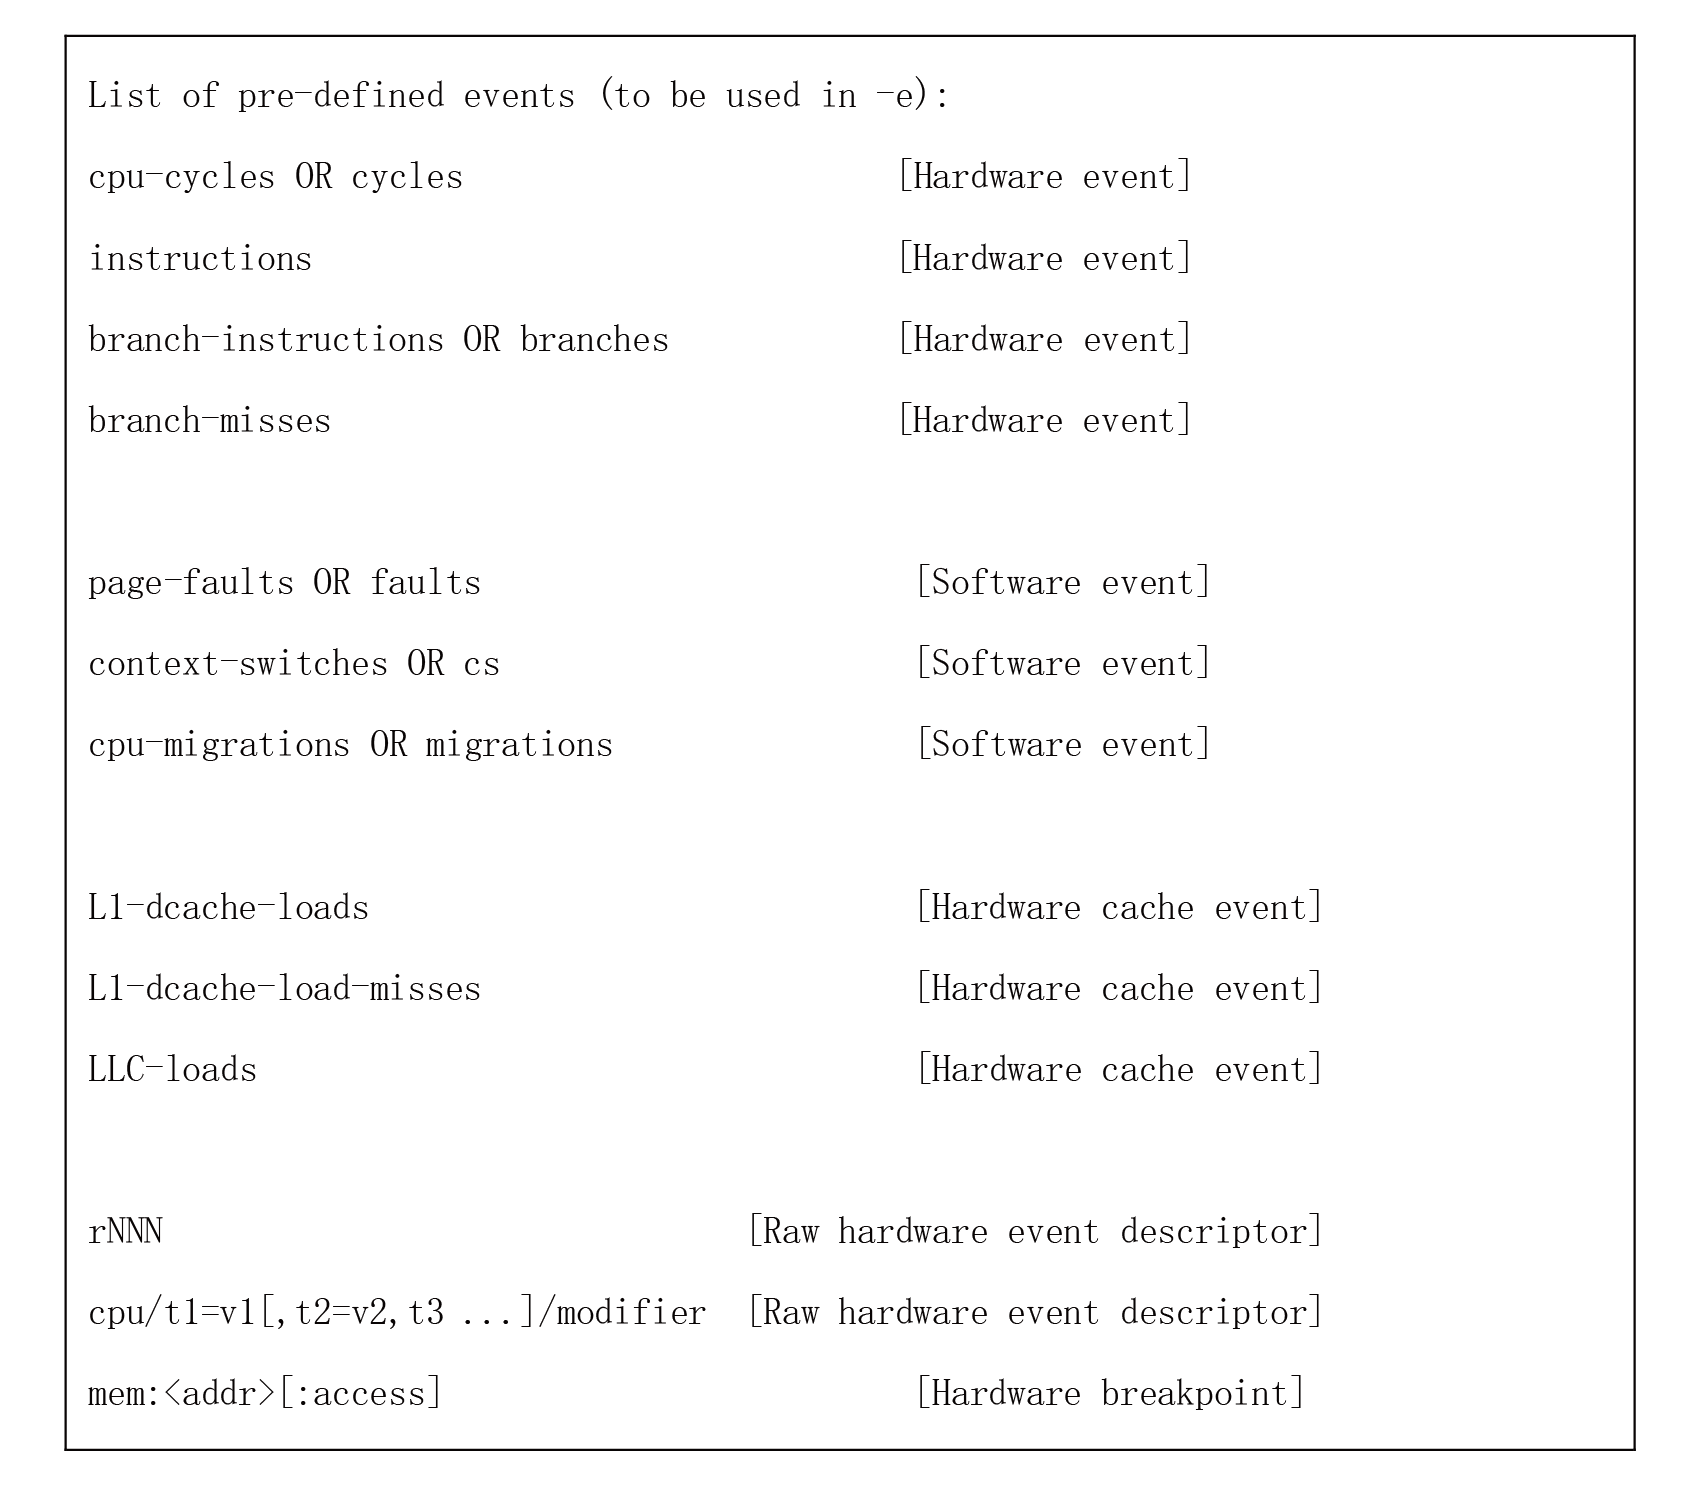 List of pre-defined events (to be used in -e):
cpu-cycles OR cycles [Hardware event]
instructions [Hardware event]
branch-instructions OR branches [Hardware event]
branch-misses [Hardware event]
page-faults OR faults [Software event]
context-switches OR cs [Software event]
cpu-migrations OR migrations [Software event]
L1-dcache-loads [Hardware cache event]
L1-dcache-load-misses [Hardware cache event]
LLC-loads [Hardware cache event]
rNNN [Raw hardware event descriptor]
cpu/t1=v1[,t2=v2,t3 ...]/modifier [Raw hardware event descriptor]
mem:<addr>[:access] [Hardware breakpoint]